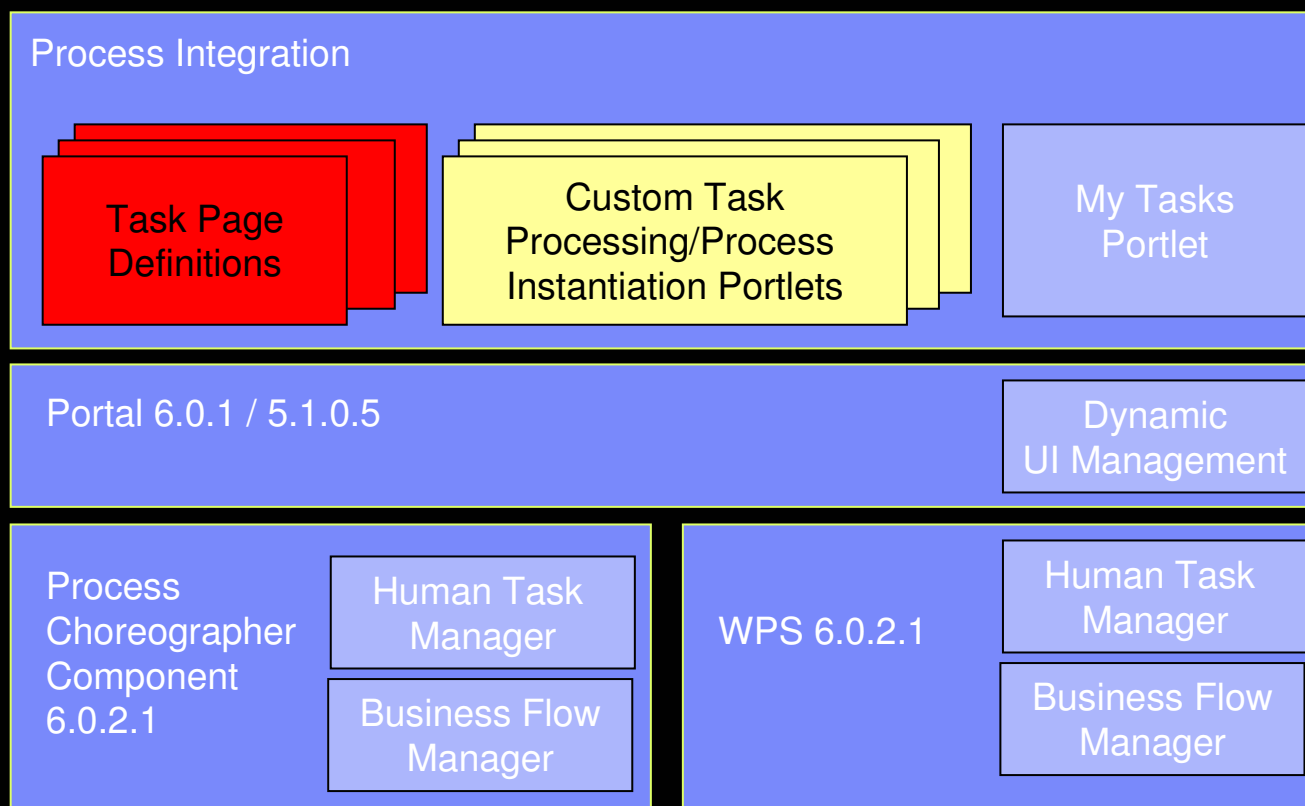 Process Integration
Task Page
Definitions
Custom Task
Processing/Process
Instantiation Portlets
My Tasks
Portlet
Portal 6.0.1 / 5.1.0.5
Dynamic
UI Management
Process
Choreographer
Component
6.0.2.1
Human Task
Manager
Business Flow
Manager
WPS 6.0.2.1
Human Task
Manager
Business Flow
Manager